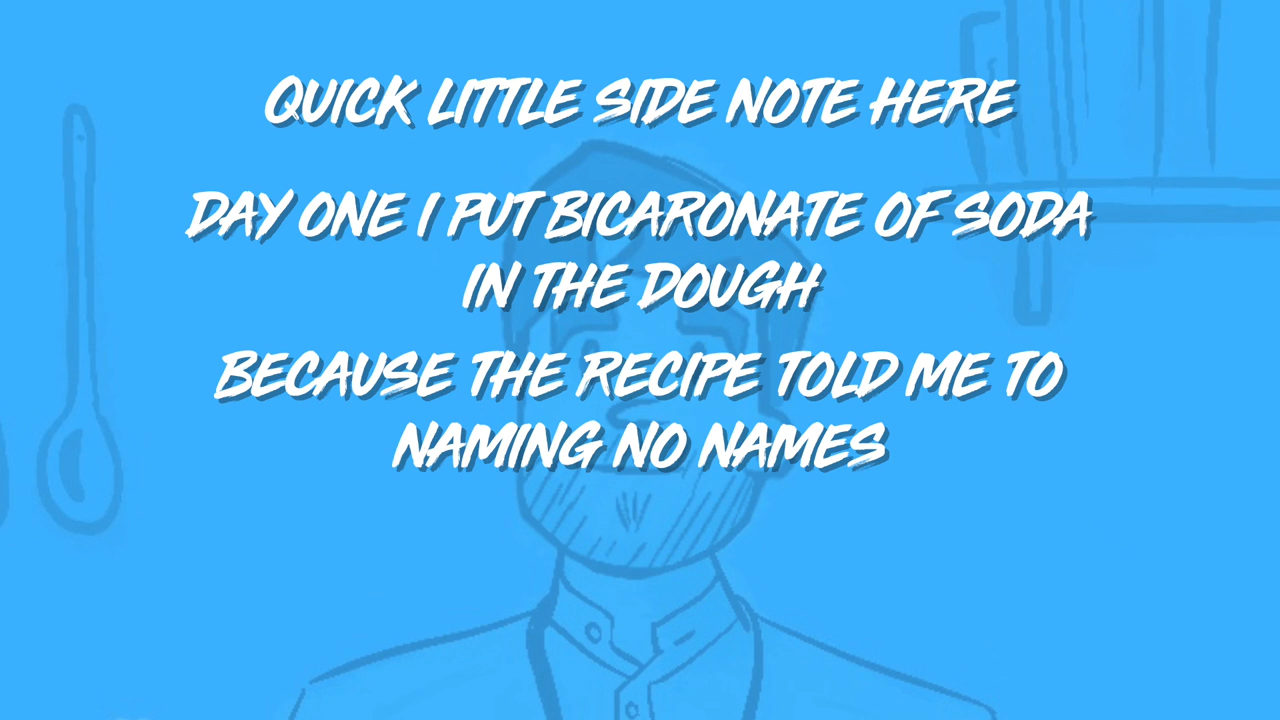 QUICK LITTLE SIDE NOTE HERE
DAY ONE I PUT BICARONATE OF SODA
IN THE DOUGH
BECAUSE THE RECIPE TOLD ME TO
NAMING NO NAMES